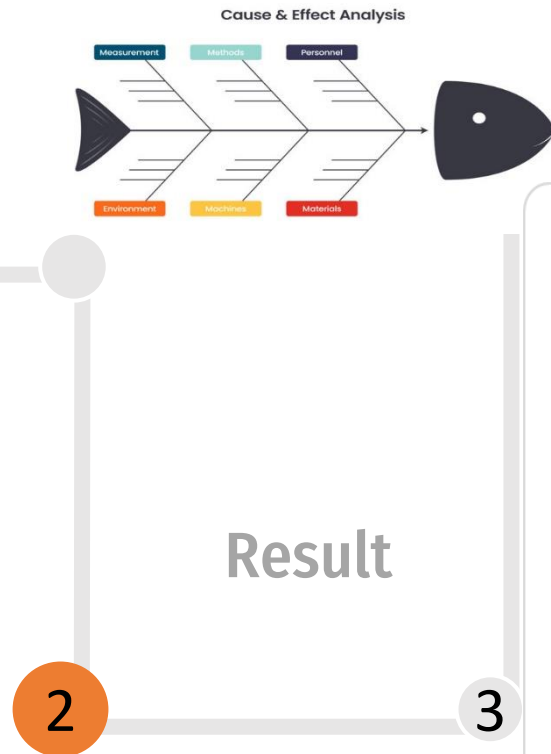 Cause & Effect Analysis
Measurement Methods Personnel
Environment Machines Materials
Result
2 3